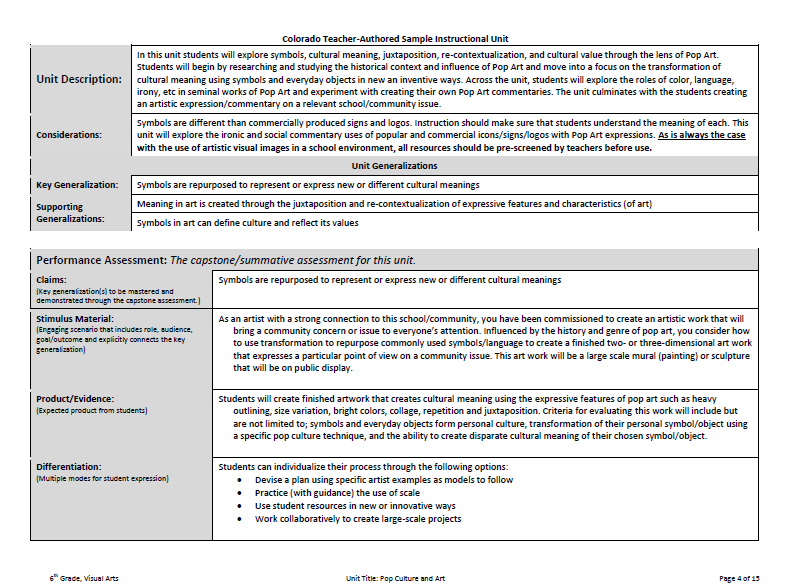 Colorado Teacher-Authored Sample Instructional Unit
Unit Description:
In this unit students will explore symbols, cultural meaning, juxtaposition, re-contextualization, and cultural value through the lens of Pop Art.
Students will begin by researching and studying the historical context and influence of Pop Art and move into a focus on the transformation of
cultural meaning using symbols and everyday objects in new an inventive ways. Across the unit, students will explore the roles of color, language,
irony, etc in seminal works of Pop Art and experiment with creating their own Pop Art commentaries. The unit culminates with the students creating
an artistic expression/commentary on a relevant school/community issue.
Considerations:
Symbols are different than commercially produced signs and logos. Instruction should make sure that students understand the meaning of each. This
unit will explore the ironic and social commentary uses of popular and commercial icons/signs/logos with Pop Art expressions. As is always the case
with the use of artistic visual images in a school environment, all resources should be pre-screened by teachers before use.
Unit Generalizations
Key Generalization:
Symbols are repurposed to represent or express new or different cultural meanings
Supporting
Generalizations:
Meaning in art is created through the juxtaposition and re-contextualization of expressive features and characteristics (of art)
Symbols in art can define culture and reflect its values
Performance Assessment: The capstone/summative assessment for this unit.
Claims:
(Key generalization(s) to be mastered and
demonstrated through the capstone assessment.)
Symbols are repurposed to represent or express new or different cultural meanings
Stimulus Material:
(Engaging scenario that includes role, audience,
goal/outcome and explicitly connects the key
generalization)
As an artist with a strong connection to this school/community, you have been commissioned to create an artistic work that will
bring a community concern or issue to everyone's attention. Influenced by the history and genre of pop art, you consider how
to use transformation to repurpose commonly used symbols/language to create a finished two- or three-dimensional art work
that expresses a particular point of view on a community issue. This art work will be a large scale mural (painting) or sculpture
that will be on public display.
Product/Evidence:
(Expected product from students)
Students will create finished artwork that creates cultural meaning using the expressive features of pop art such as heavy
outlining, size variation, bright colors, collage, repetition and juxtaposition. Criteria for evaluating this work will include but
are not limited to; symbols and everyday objects form personal culture, transformation of their personal symbol/object using
a specific pop culture technique, and the ability to create disparate cultural meaning of their chosen symbol/object.
Differentiation:
(Multiple modes for student expression)
Students can individualize their process through the following options:
• Devise a plan using specific artist examples as models to follow
• Practice (with guidance) the use of scale
• Use student resources in new or innovative ways
• Work collaboratively to create large-scale projects
6th Grade, Visual Arts
Unit Title: Pop Culture and Art
Page 4 of 15